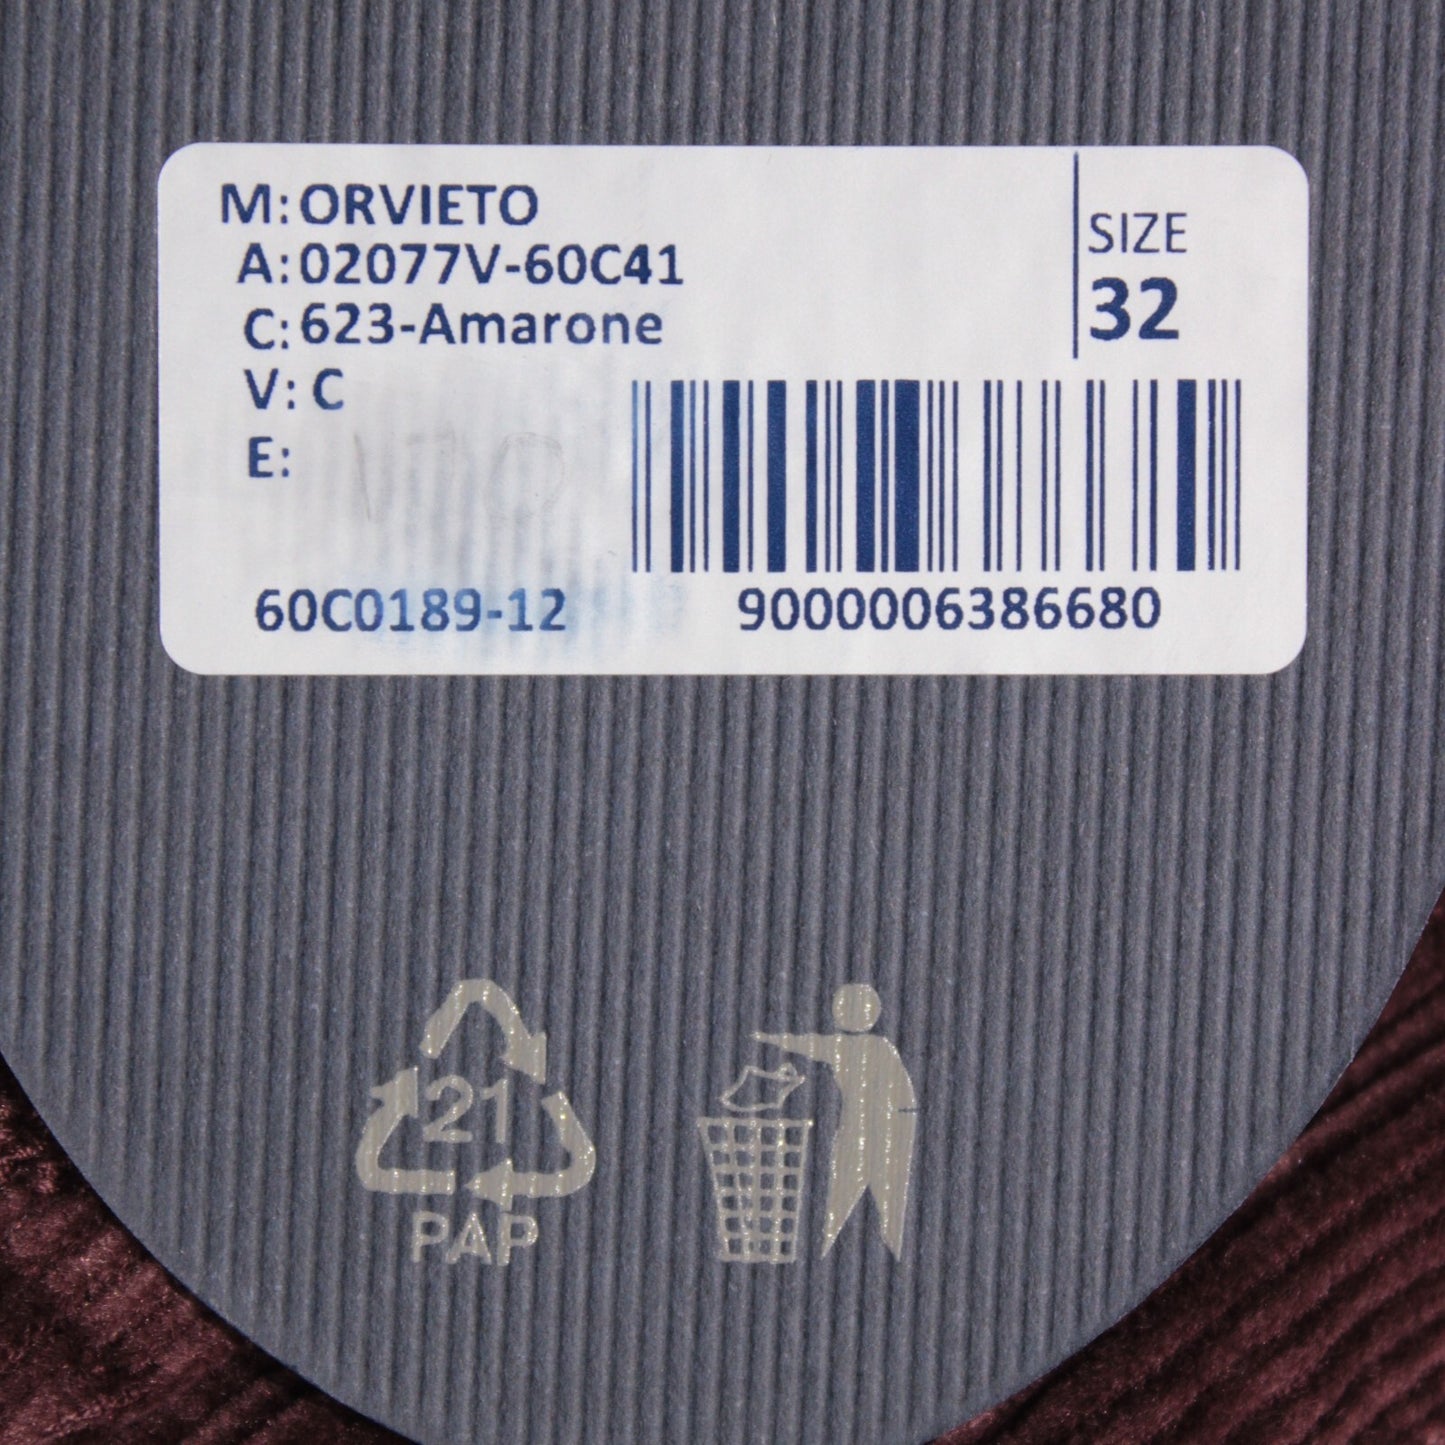 M: ORVIETO
A: 02077V-60C41
C: 623-Amarone
V: C
E:
SIZE
32
60C0189-12
9000006386680
21
PAP